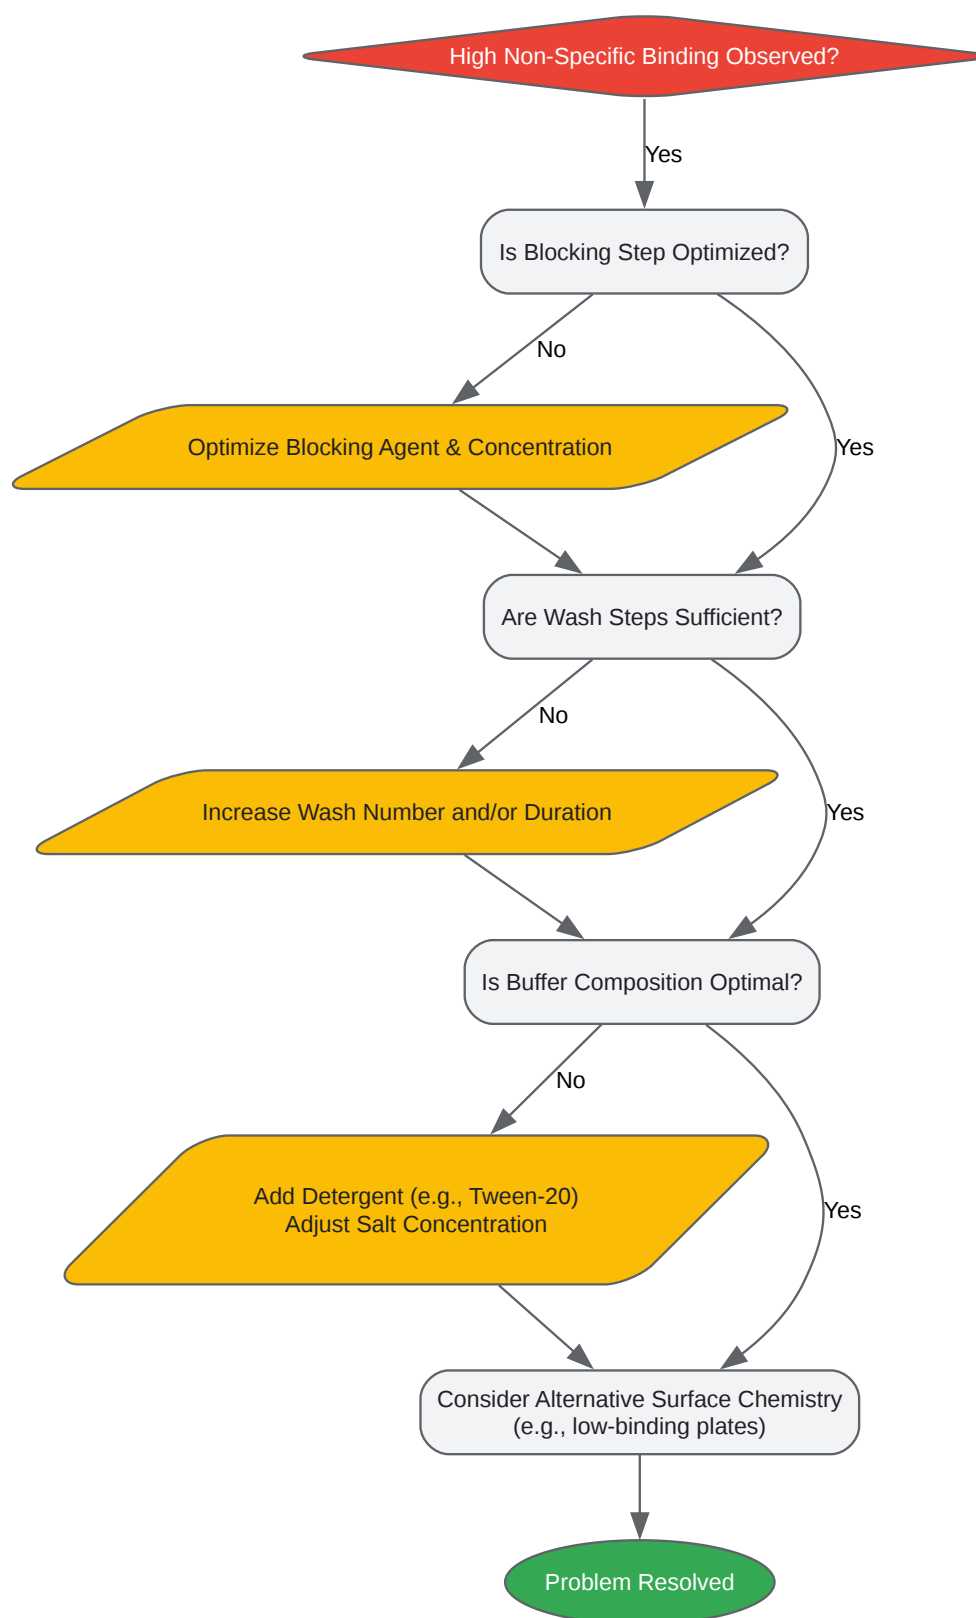 High Non-Specific Binding Observed?
Yes
Is Blocking Step Optimized?
No
Optimize Blocking Agent & Concentration
Yes
Are Wash Steps Sufficient?
No
Increase Wash Number and/or Duration
Yes
Is Buffer Composition Optimal?
No
Add Detergent (e.g., Tween-20)
Adjust Salt Concentration
Yes
Consider Alternative Surface Chemistry
(e.g., low-binding plates)
Problem Resolved